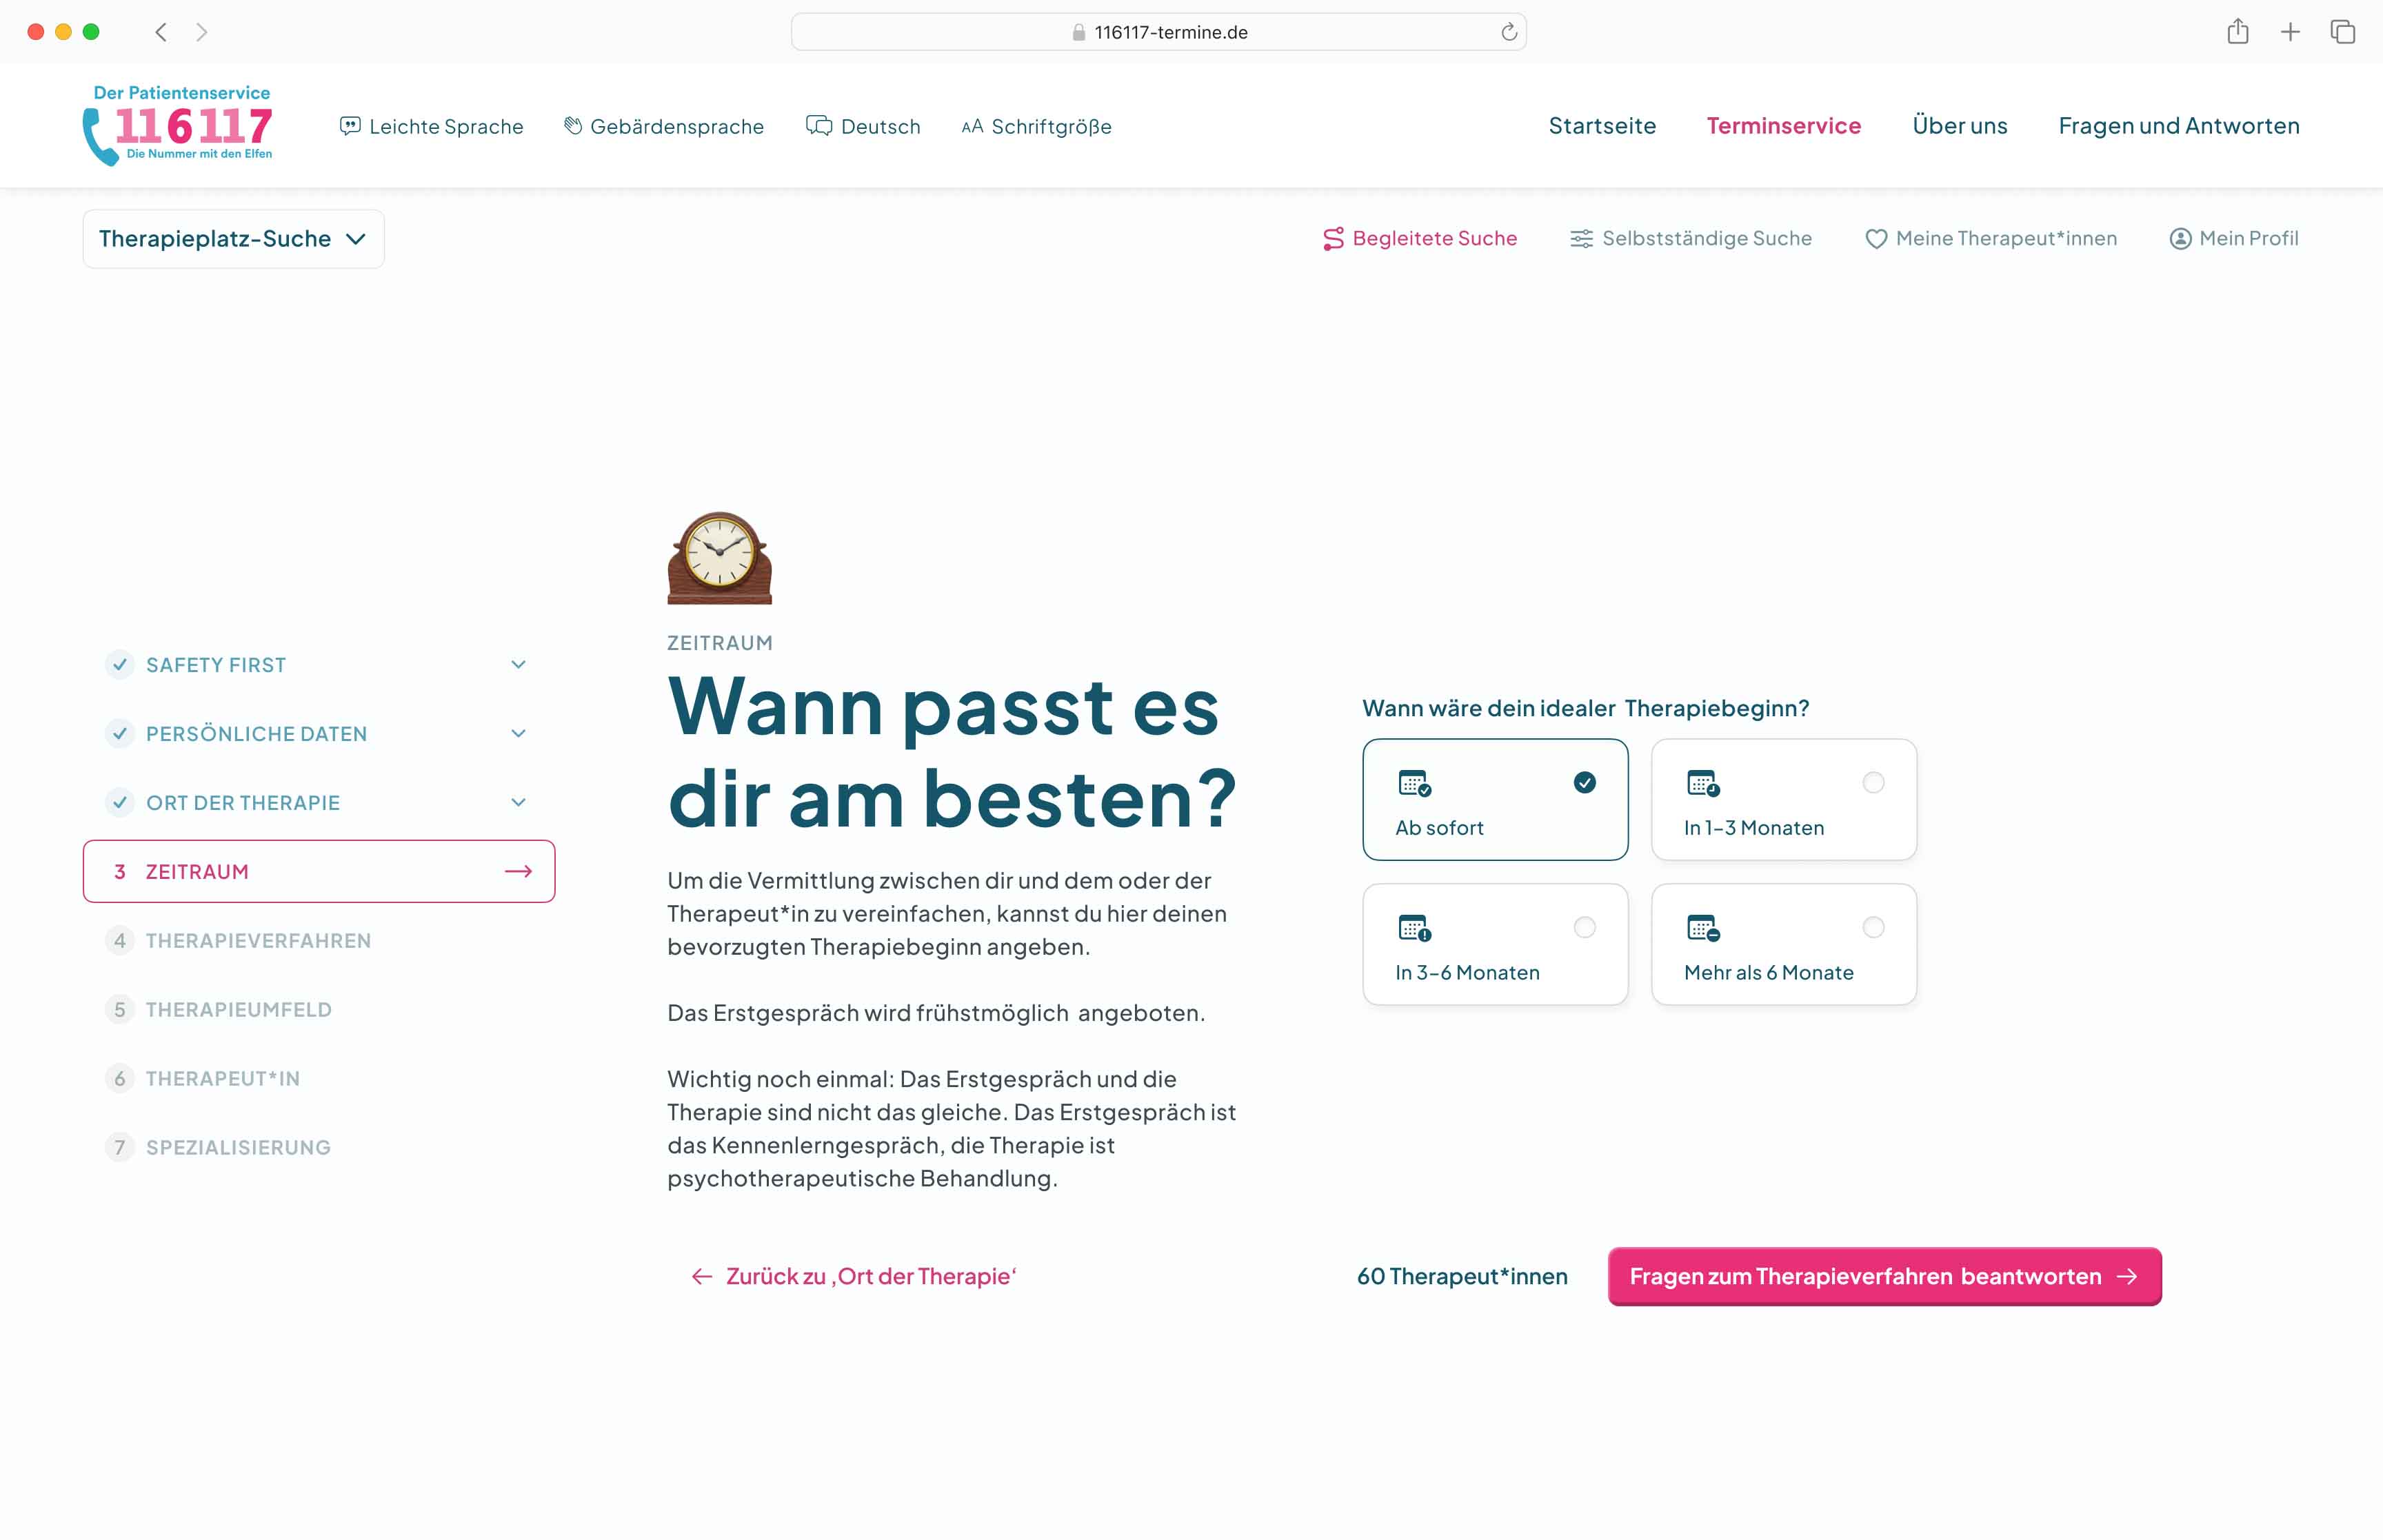 116117-termine.de
Der Patientenservice
116117
Die Nummer mit den Elfen
Leichte Sprache
Gebärdensprache
Deutsch
AA Schriftgröße
Startseite
Terminservice
Über uns
Fragen und Antworten
Therapieplatz-Suche
Begleitete Suche
Selbstständige Suche
Meine Therapeut*innen
Mein Profil
SAFETY FIRST
PERSÖNLICHE DATEN
ORT DER THERAPIE
3 ZEITRAUM
4 THERAPIEVERFAHREN
5 THERAPIEUMFELD
6 THERAPEUT*IN
7 SPEZIALISIERUNG
ZEITRAUM
Wann passt es
dir am besten?
Um die Vermittlung zwischen dir und dem oder der
Therapeut*in zu vereinfachen, kannst du hier deinen
bevorzugten Therapiebeginn angeben.
Das Erstgespräch wird frühstmöglich angeboten.
Wichtig noch einmal: Das Erstgespräch und die
Therapie sind nicht das gleiche. Das Erstgespräch ist
das Kennenlerngespräch, die Therapie ist
psychotherapeutische Behandlung.
Wann wäre dein idealer Therapiebeginn?
Ab sofort
In 1–3 Monaten
In 3–6 Monaten
Mehr als 6 Monate
← Zurück zu ‚Ort der Therapie‘
60 Therapeut*innen
Fragen zum Therapieverfahren beantworten →